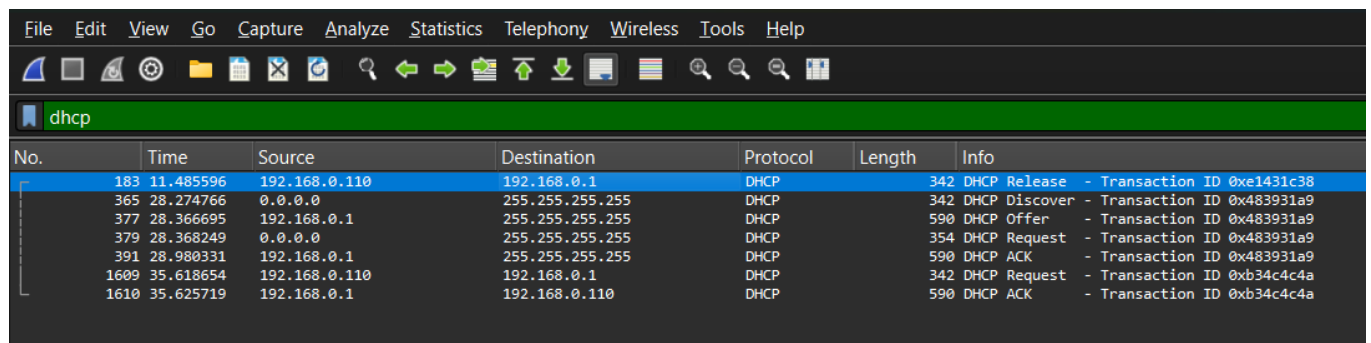 File Edit View Go Capture Analyze Statistics Telephony Wireless Tools Help
dhcp
No. Time Source Destination Protocol Length Info
183 11.485596 192.168.0.110 192.168.0.1 DHCP 342 DHCP Release - Transaction ID 0xe1431c38
365 28.274766 0.0.0.0 255.255.255.255 DHCP 342 DHCP Discover - Transaction ID 0x483931a9
377 28.366695 192.168.0.1 255.255.255.255 DHCP 590 DHCP Offer - Transaction ID 0x483931a9
379 28.368249 0.0.0.0 255.255.255.255 DHCP 354 DHCP Request - Transaction ID 0x483931a9
391 28.980331 192.168.0.1 255.255.255.255 DHCP 590 DHCP ACK - Transaction ID 0x483931a9
1609 35.618654 192.168.0.110 192.168.0.1 DHCP 342 DHCP Request - Transaction ID 0xb34c4c4a
1610 35.625719 192.168.0.1 192.168.0.110 DHCP 590 DHCP ACK - Transaction ID 0xb34c4c4a